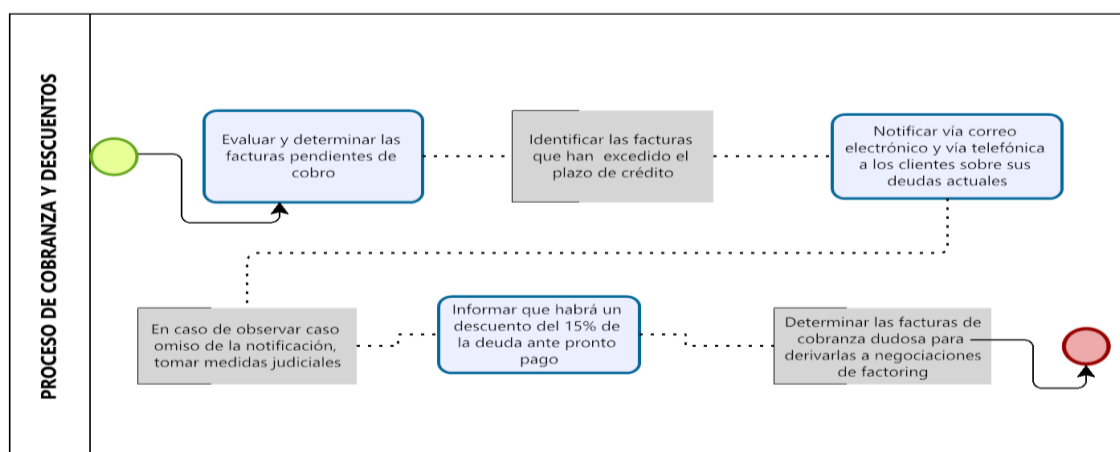 PROCESO DE COBRANZA Y DESCUENTOS
Evaluar y determinar las
facturas pendientes de
cobro
Identificar las facturas
que han excedido el
plazo de crédito
Notificar vía correo
electrónico y vía telefónica
a los clientes sobre sus
deudas actuales
En caso de observar caso
omiso de la notificación,
tomar medidas judiciales
Informar que habrá un
descuento del 15% de
la deuda ante pronto
pago
Determinar las facturas de
cobranza dudosa para
derivarlas a negociaciones
de factoring